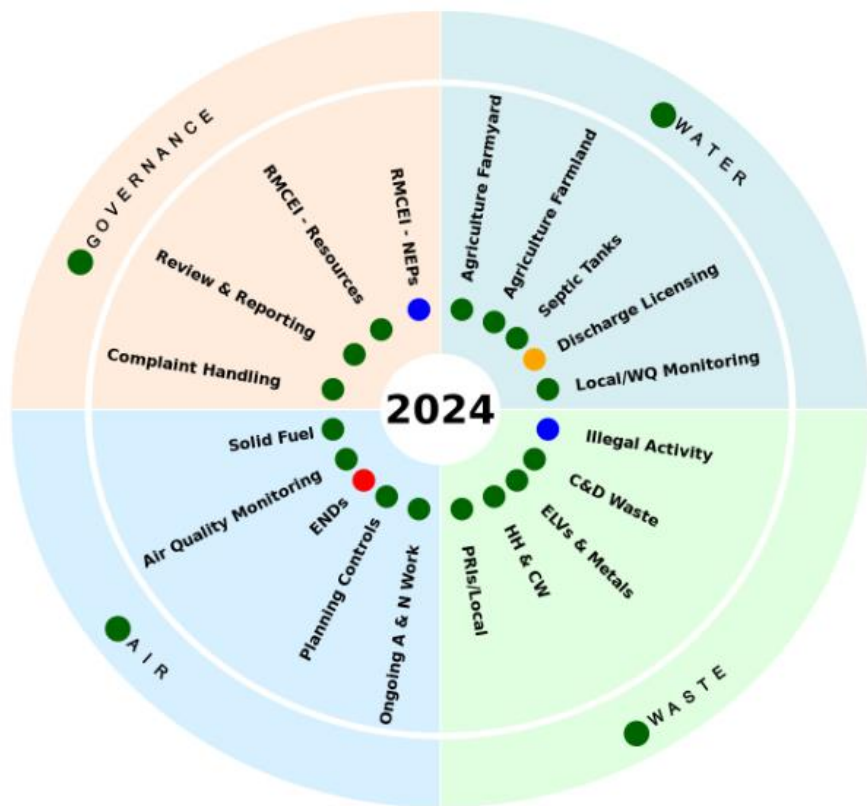 GOVERNANCE
RMCEI - NEPs
RMCEI - Resources
Review & Reporting
Complaint Handling
WATER
Agriculture Farmyard
Agriculture Farmland
Septic Tanks
Discharge Licensing
Local/WQ Monitoring
2024
Solid Fuel
Air Quality Monitoring
ENDs
Planning Controls
Ongoing A & N Work
AIR
Illegal Activity
C&D Waste
ELVs & Metals
HH & CW
PRIs/Local
WASTE